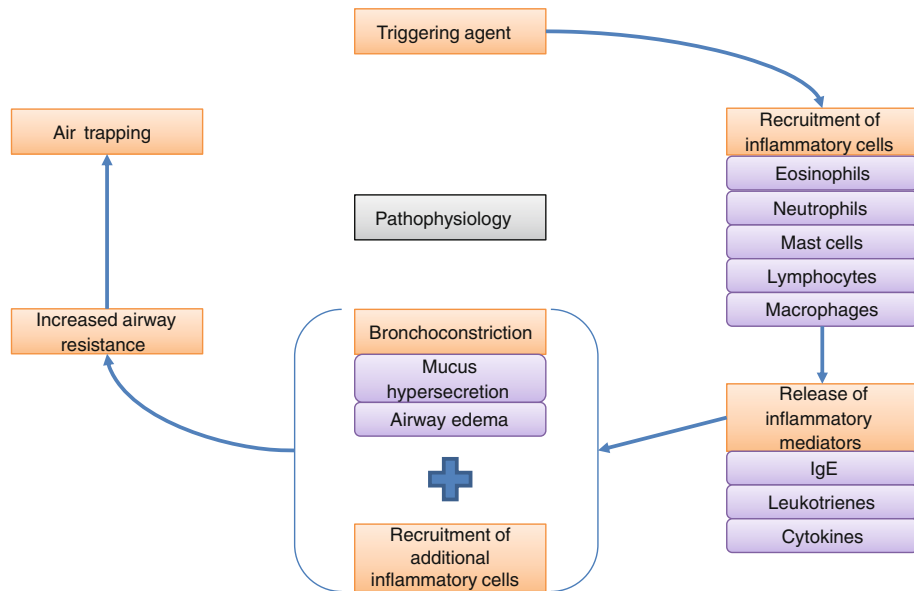 Triggering agent
Recruitment of
inflammatory cells
Eosinophils
Neutrophils
Mast cells
Lymphocytes
Macrophages
Release of
inflammatory
mediators
IgE
Leukotrienes
Cytokines
Pathophysiology
Bronchoconstriction
Mucus
hypersecretion
Airway edema
Recruitment of
additional
inflammatory cells
Increased airway
resistance
Air trapping